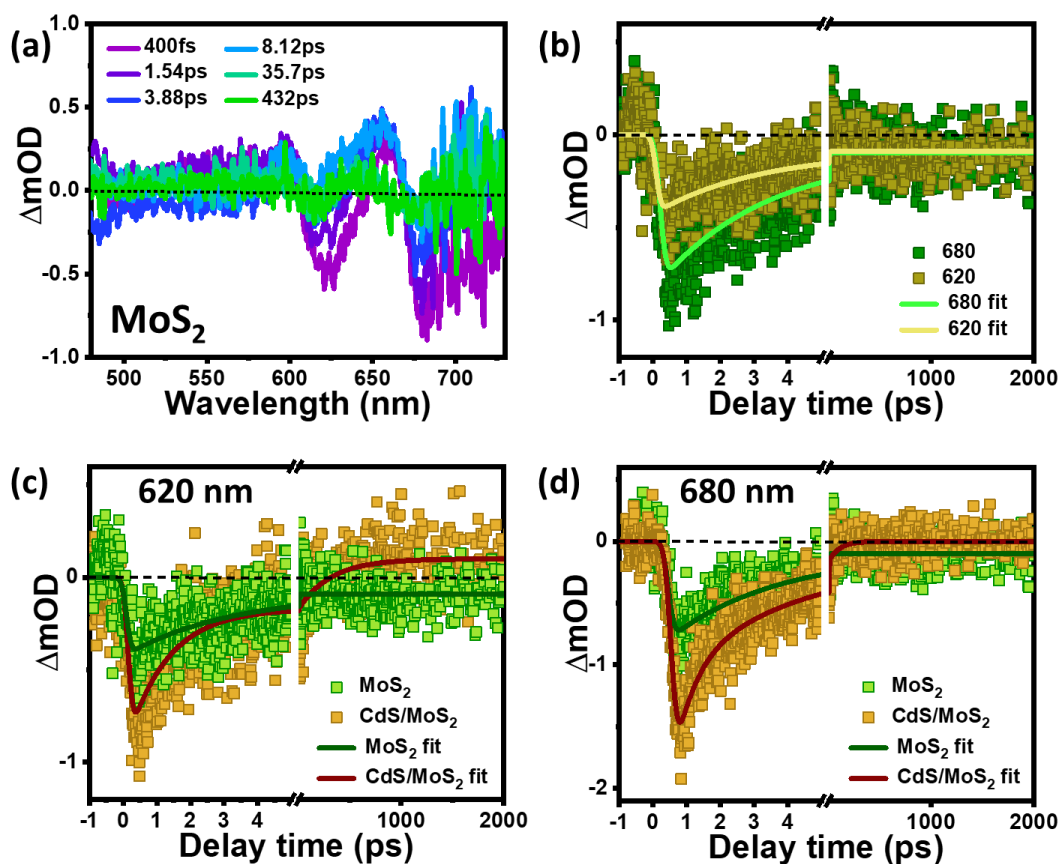 (a)
400fs 8.12ps
1.54ps 35.7ps
3.88ps 432ps
1.0
0.5
0.0
-0.5
-1.0
ΔmOD
MoS₂
500 550 600 650 700
Wavelength (nm)
(b)
0
-1
ΔmOD
680
620
680 fit
620 fit
-1 0 1 2 3 4 5 1000 2000
Delay time (ps)
(c)
620 nm
0
-1
ΔmOD
MoS₂
CdS/MoS₂
MoS₂ fit
CdS/MoS₂ fit
-1 0 1 2 3 4 5 1000 2000
Delay time (ps)
(d)
680 nm
0
-1
-2
ΔmOD
MoS₂
CdS/MoS₂
MoS₂ fit
CdS/MoS₂ fit
-1 0 1 2 3 4 5 1000 2000
Delay time (ps)